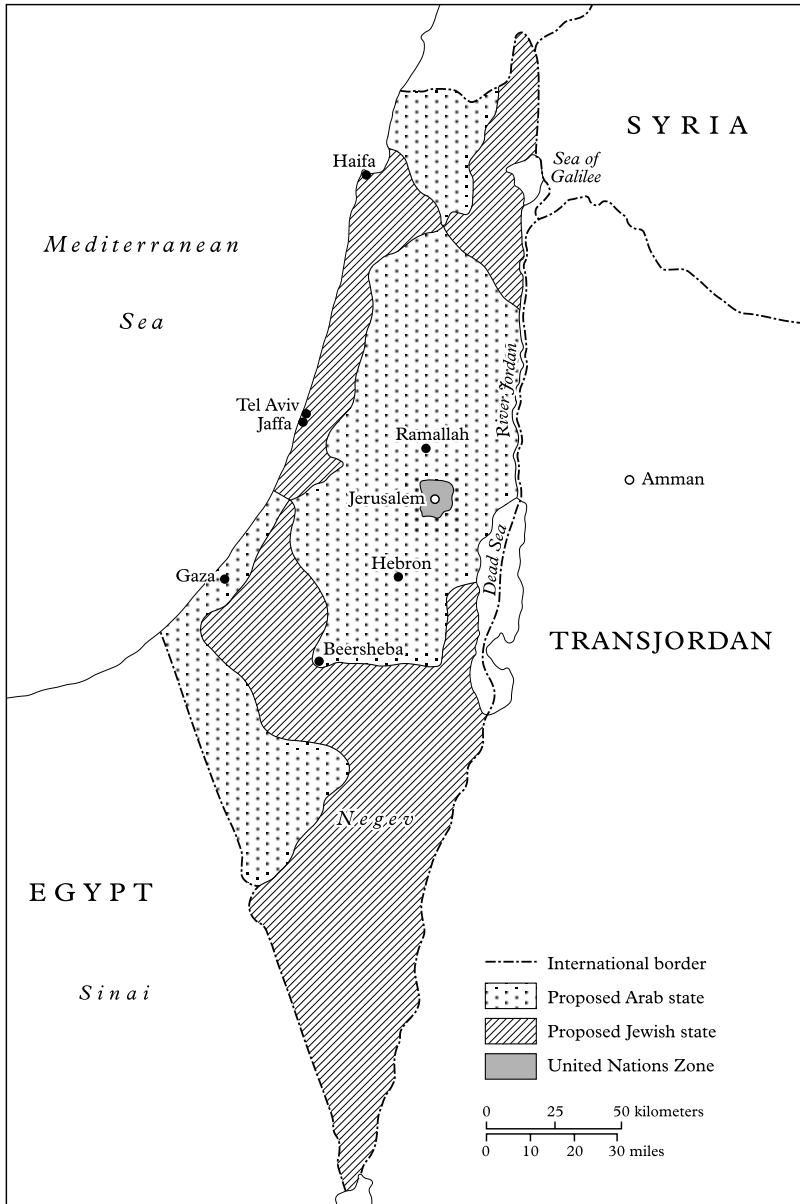 SYRIA
Sea of
Galilee
Haifa
Mediterranean
Sea
River Jordan
Tel Aviv
Jaffa
Ramallah
Amman
Jerusalem
Dead Sea
Hebron
Gaza
TRANSJORDAN
Beersheba
Negev
EGYPT
Sinai
International border
Proposed Arab state
Proposed Jewish state
United Nations Zone
0 25 50 kilometers
0 10 20 30 miles